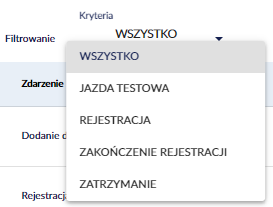 Kryteria
Filtrowanie WSZYSTKO
WSZYSTKO
Zdarzenie
JAZDA TESTOWA
REJESTRACJA
Dodanie
ZAKOŃCZENIE REJESTRACJI
ZATRZYMANIE